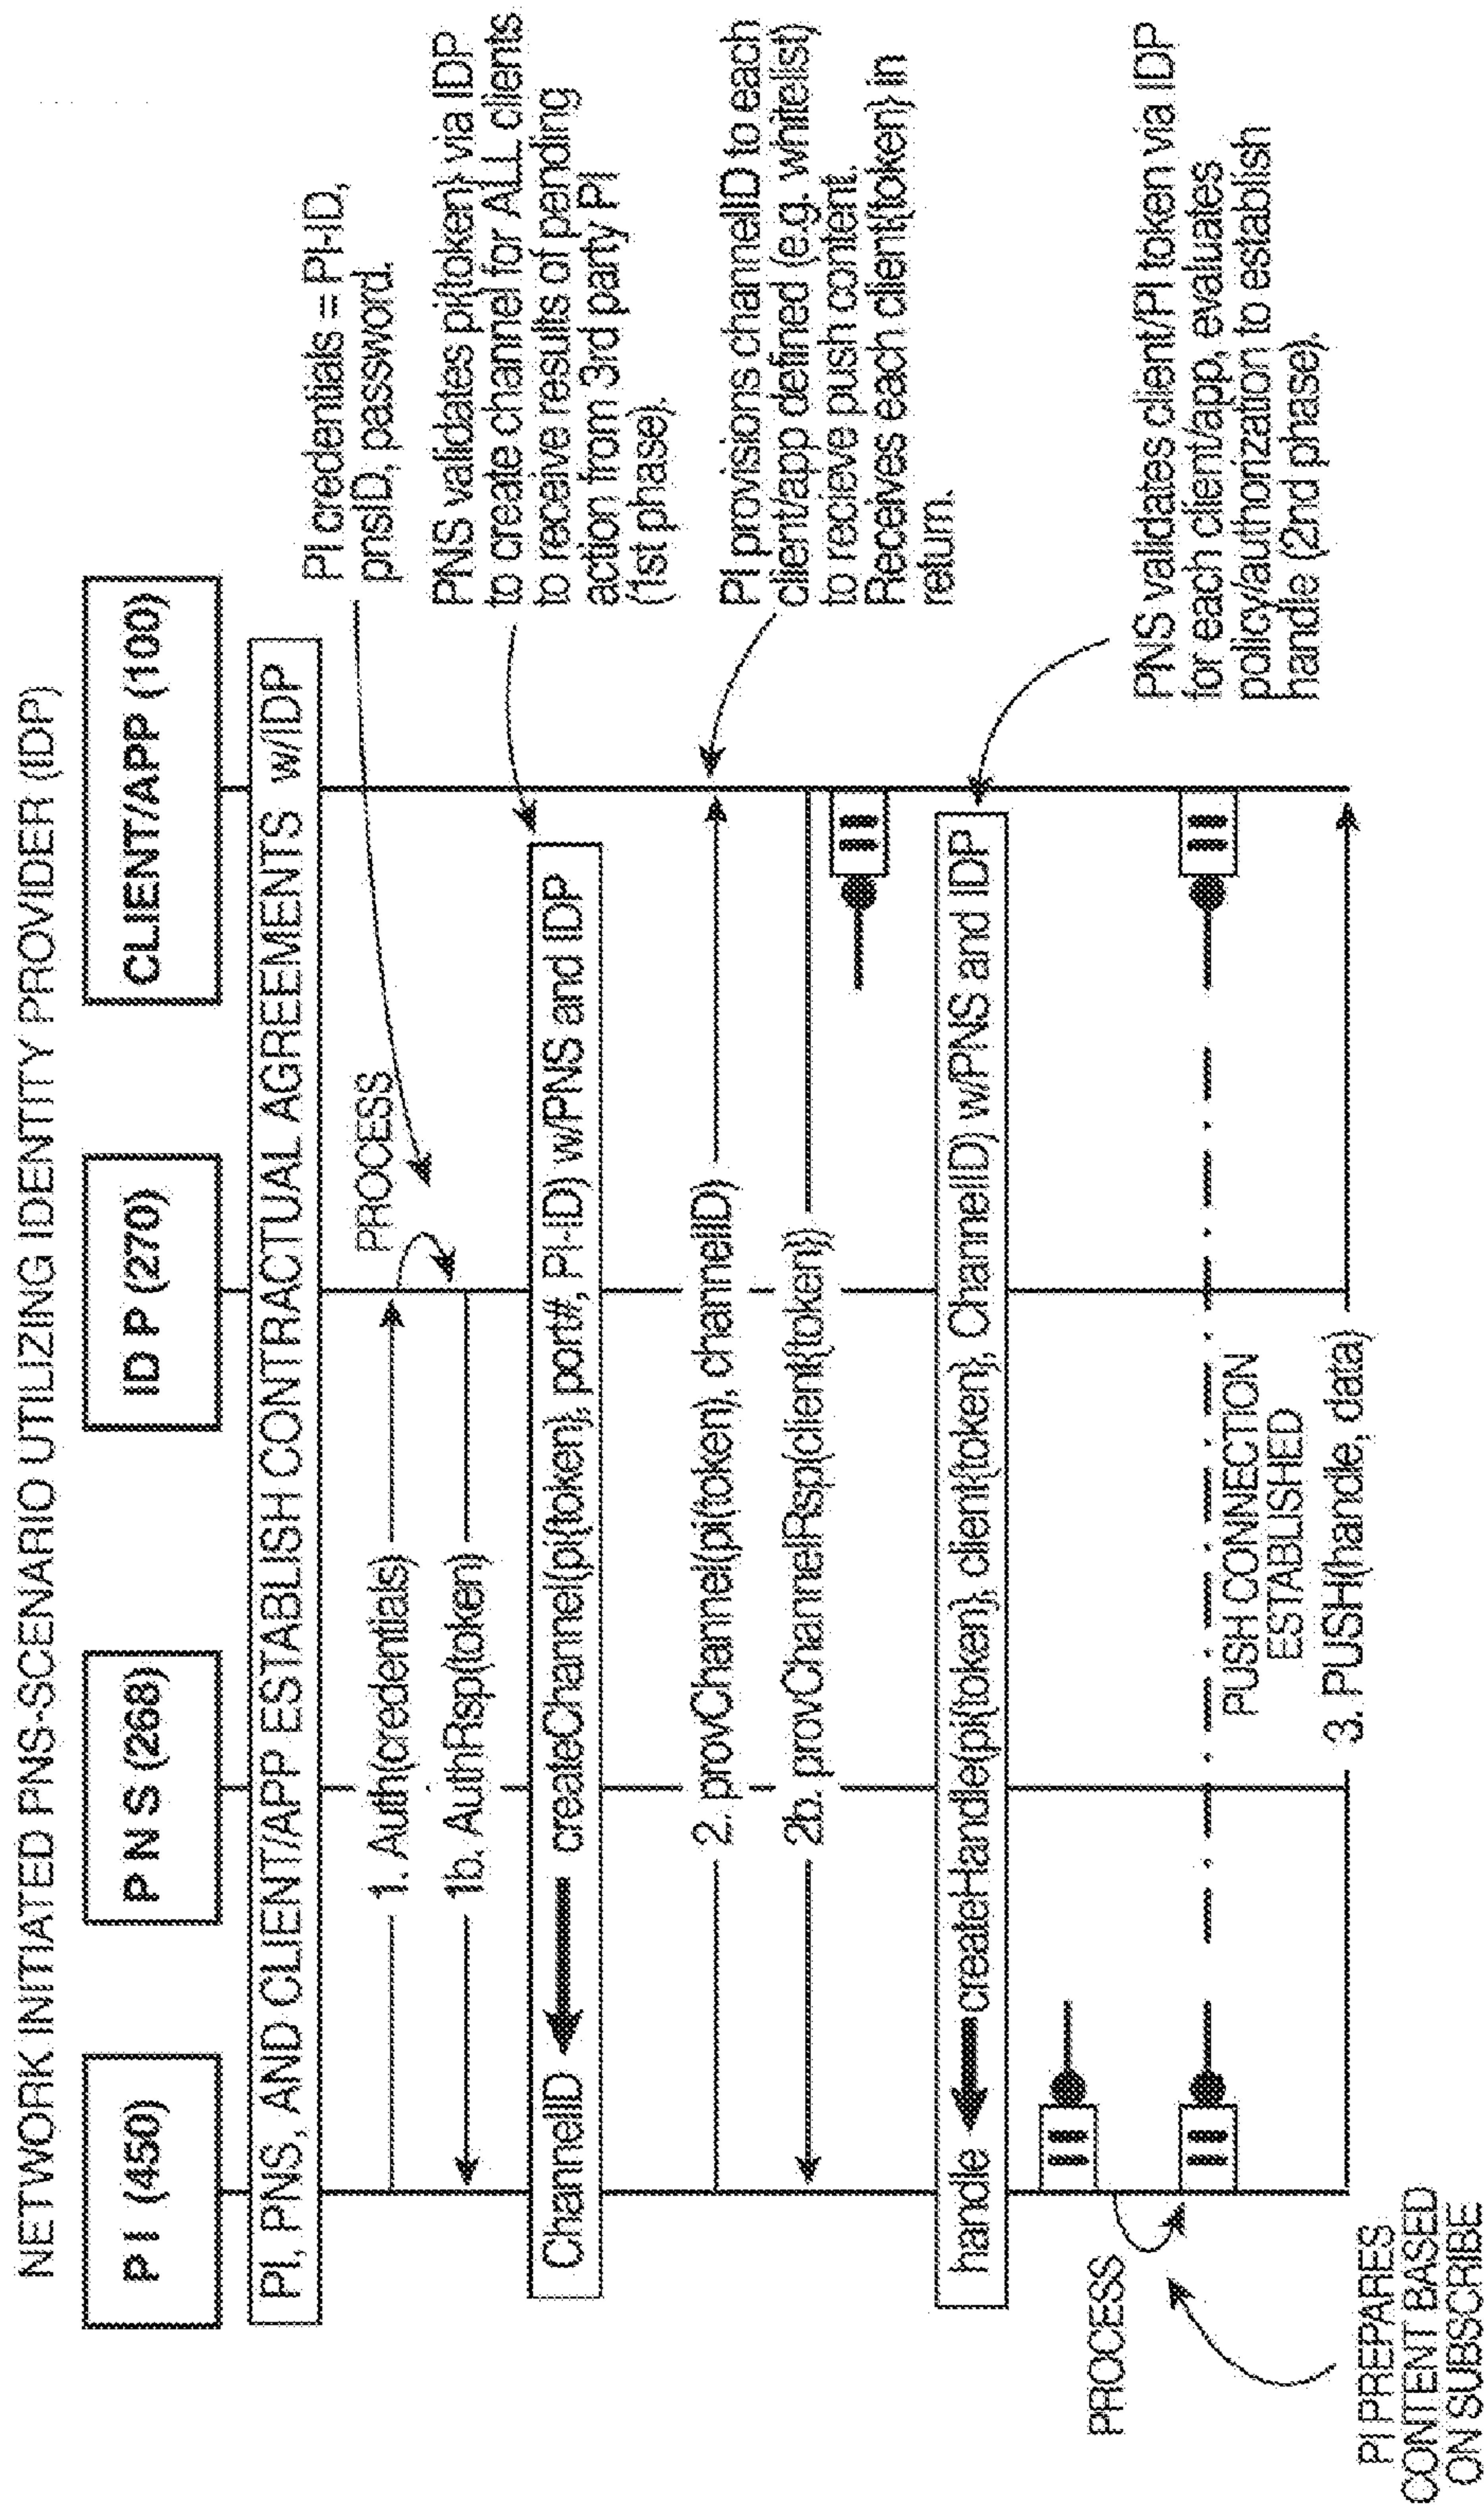 NETWORK INITIATED PNS-SCENARIO UTILIZING IDENTITY PROVIDER (IDP)
P I (450)
P N S (268)
ID P (270)
CLIENT/APP (100)
PI, PNS, AND CLIENT/APP ESTABLISH CONTRACTUAL AGREEMENTS w/IDP
PI credentials = PI-ID,
pnsID, password.
1. Auth(credentials)
PROCESS
1b. AuthRsp(token)
PNS validates pi{token} via IDP
to create channel for ALL clients
to receive results of panding
action from 3rd party PI
(1st phase).
ChannelID
createChannel(pi{token}, port#, PI-ID) w/PNS and IDP
2. provChannel(pi{token}, channelID)
PI provisions channelID to each
client/app defined (e.g. whitelist)
to recieve push content.
Receives each client{token} in
return.
2b. provChannelRsp(client{token})
handle
createHandle(pi{token}, client{token}, ChannelID) w/PNS and IDP
PNS validates client/PI token via IDP
for each client/app, evaluates
policy/authorization to establish
handle (2nd phase).
PROCESS
PUSH CONNECTION
ESTABLISHED
3. PUSH(handle, data)
PI PREPARES
CONTENT BASED
ON SUBSCRIBE